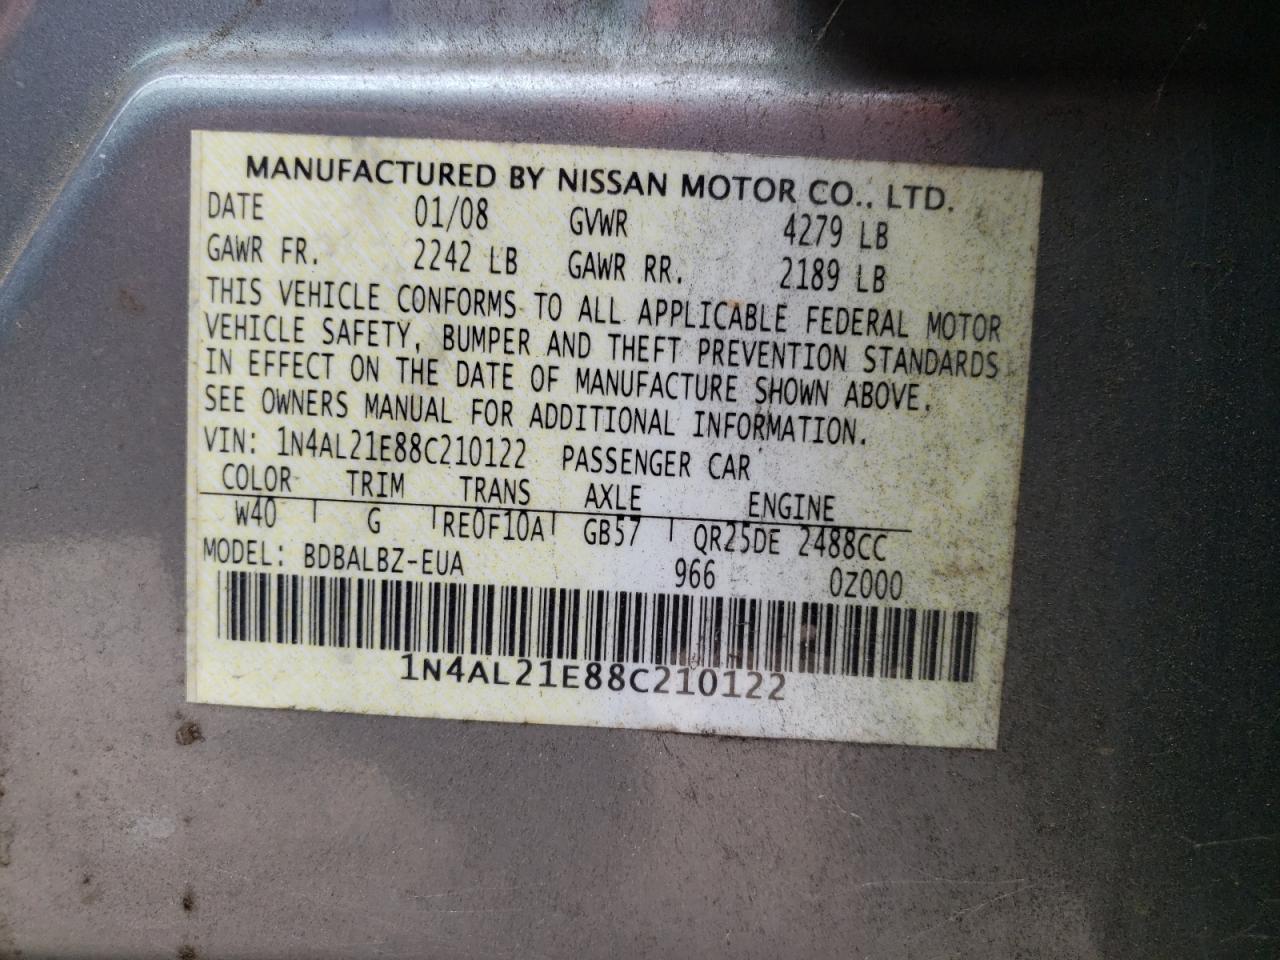 MANUFACTURED BY NISSAN MOTOR CO., LTD.
DATE 01/08 GVWR 4279 LB
GAWR FR. 2242 LB GAWR RR. 2189 LB
THIS VEHICLE CONFORMS TO ALL APPLICABLE FEDERAL MOTOR
VEHICLE SAFETY, BUMPER AND THEFT PREVENTION STANDARDS
IN EFFECT ON THE DATE OF MANUFACTURE SHOWN ABOVE.
SEE OWNERS MANUAL FOR ADDITIONAL INFORMATION.
VIN: 1N4AL21E88C210122 PASSENGER CAR
COLOR TRIM TRANS AXLE ENGINE
W40 G RE0F10A GB57 QR25DE 2488CC
MODEL: BDBALBZ-EUA 966 0Z000
1N4AL21E88C210122